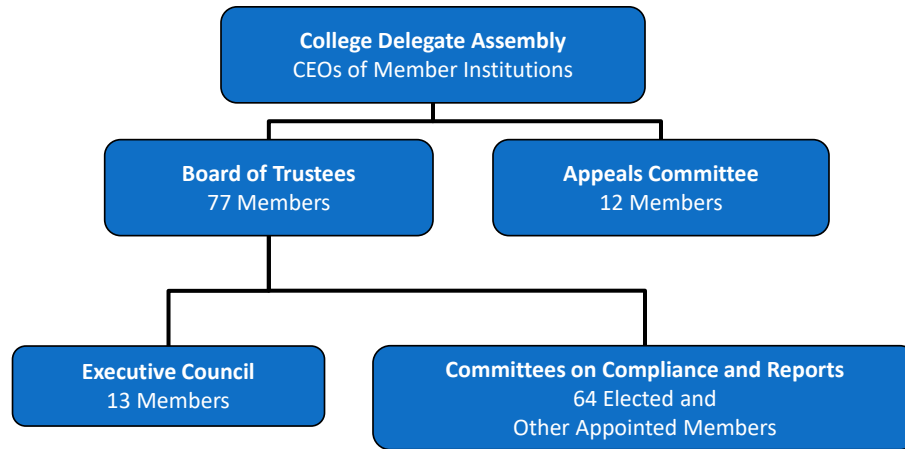 College Delegate Assembly
CEOs of Member Institutions
Board of Trustees
77 Members
Appeals Committee
12 Members
Executive Council
13 Members
Committees on Compliance and Reports
64 Elected and
Other Appointed Members